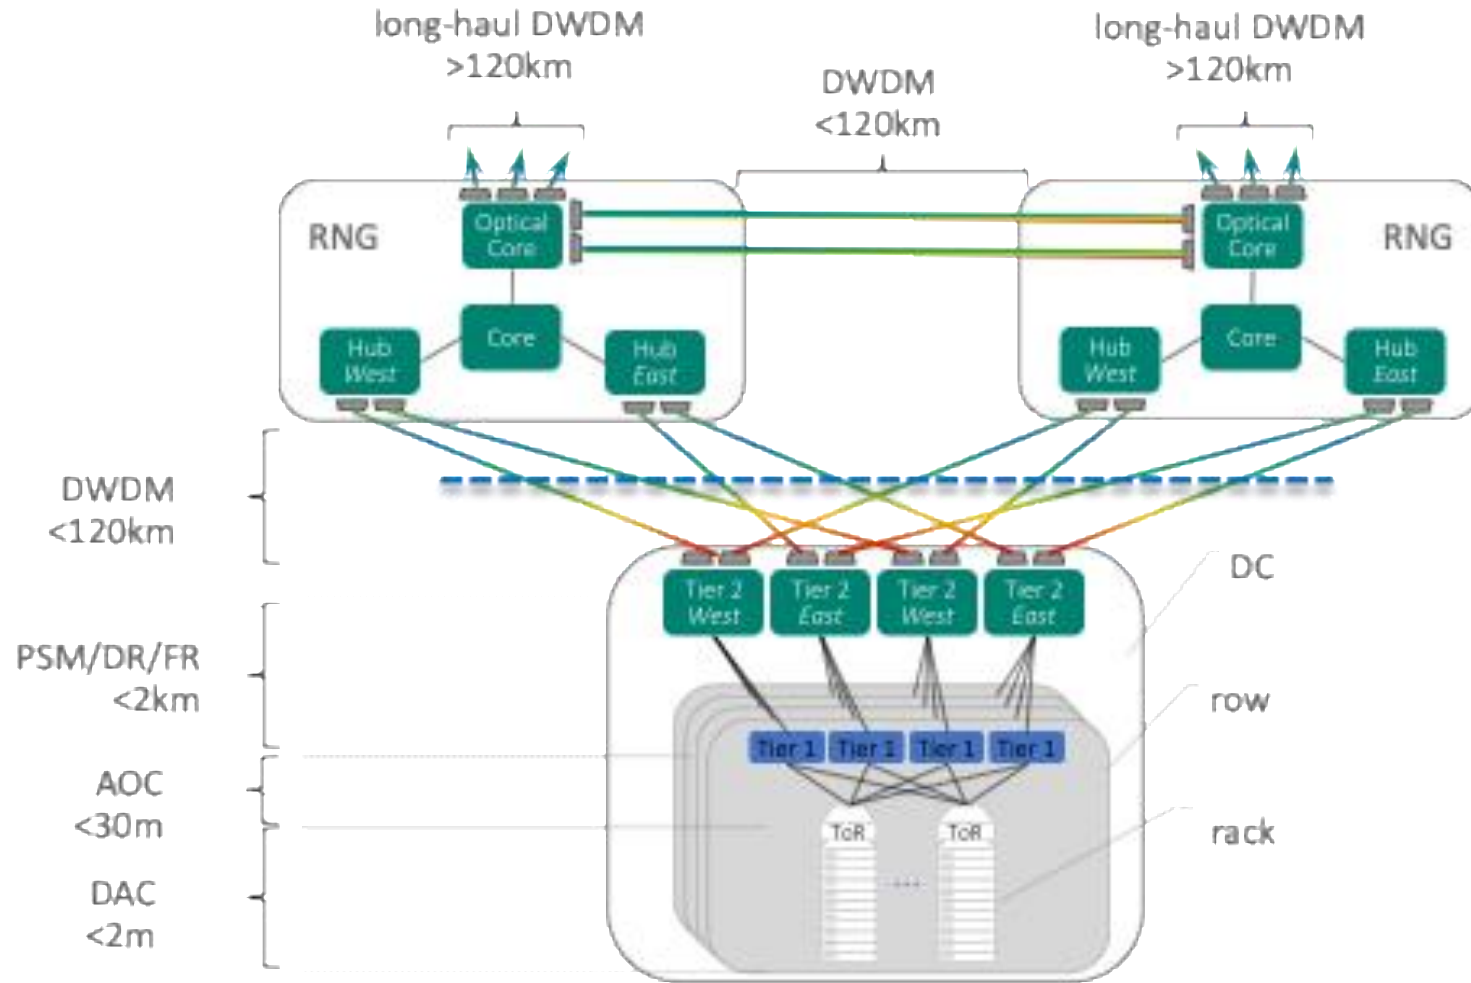 long-haul DWDM
>120km
long-haul DWDM
>120km
DWDM
<120km
RNG
Optical
Core
Optical
Core
RNG
Core
Hub
West
Hub
East
Core
Hub
West
Hub
East
DWDM
<120km
DC
Tier 2
West
Tier 2
East
Tier 2
West
Tier 2
East
PSM/DR/FR
<2km
row
Tier 1
Tier 1
Tier 1
Tier 1
AOC
<30m
ToR
ToR
rack
...
DAC
<2m